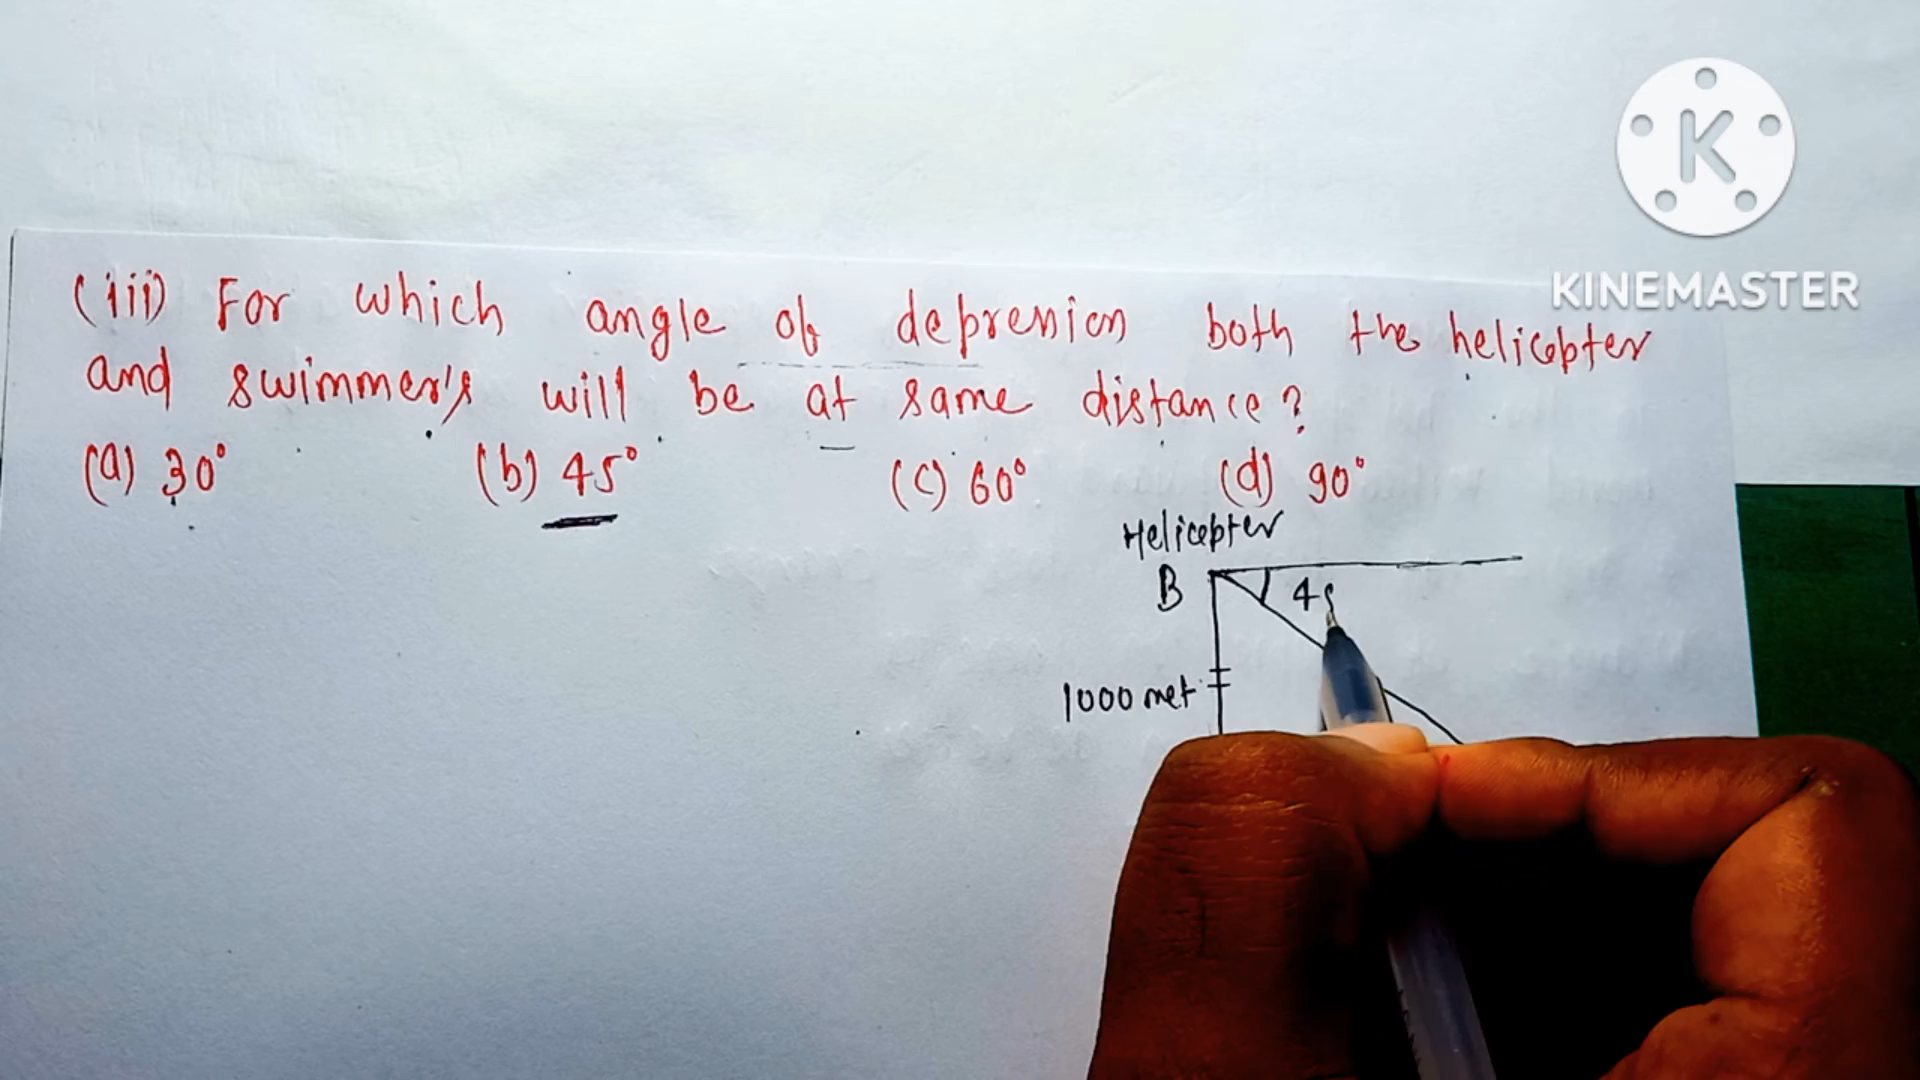 KINEMASTER
(iii) For which angle of depression both the helicopter
and swimmer's will be at same distance?
(a) 30° (b) 45° (c) 60° (d) 90°
Helicopter
B 45
1000 met.